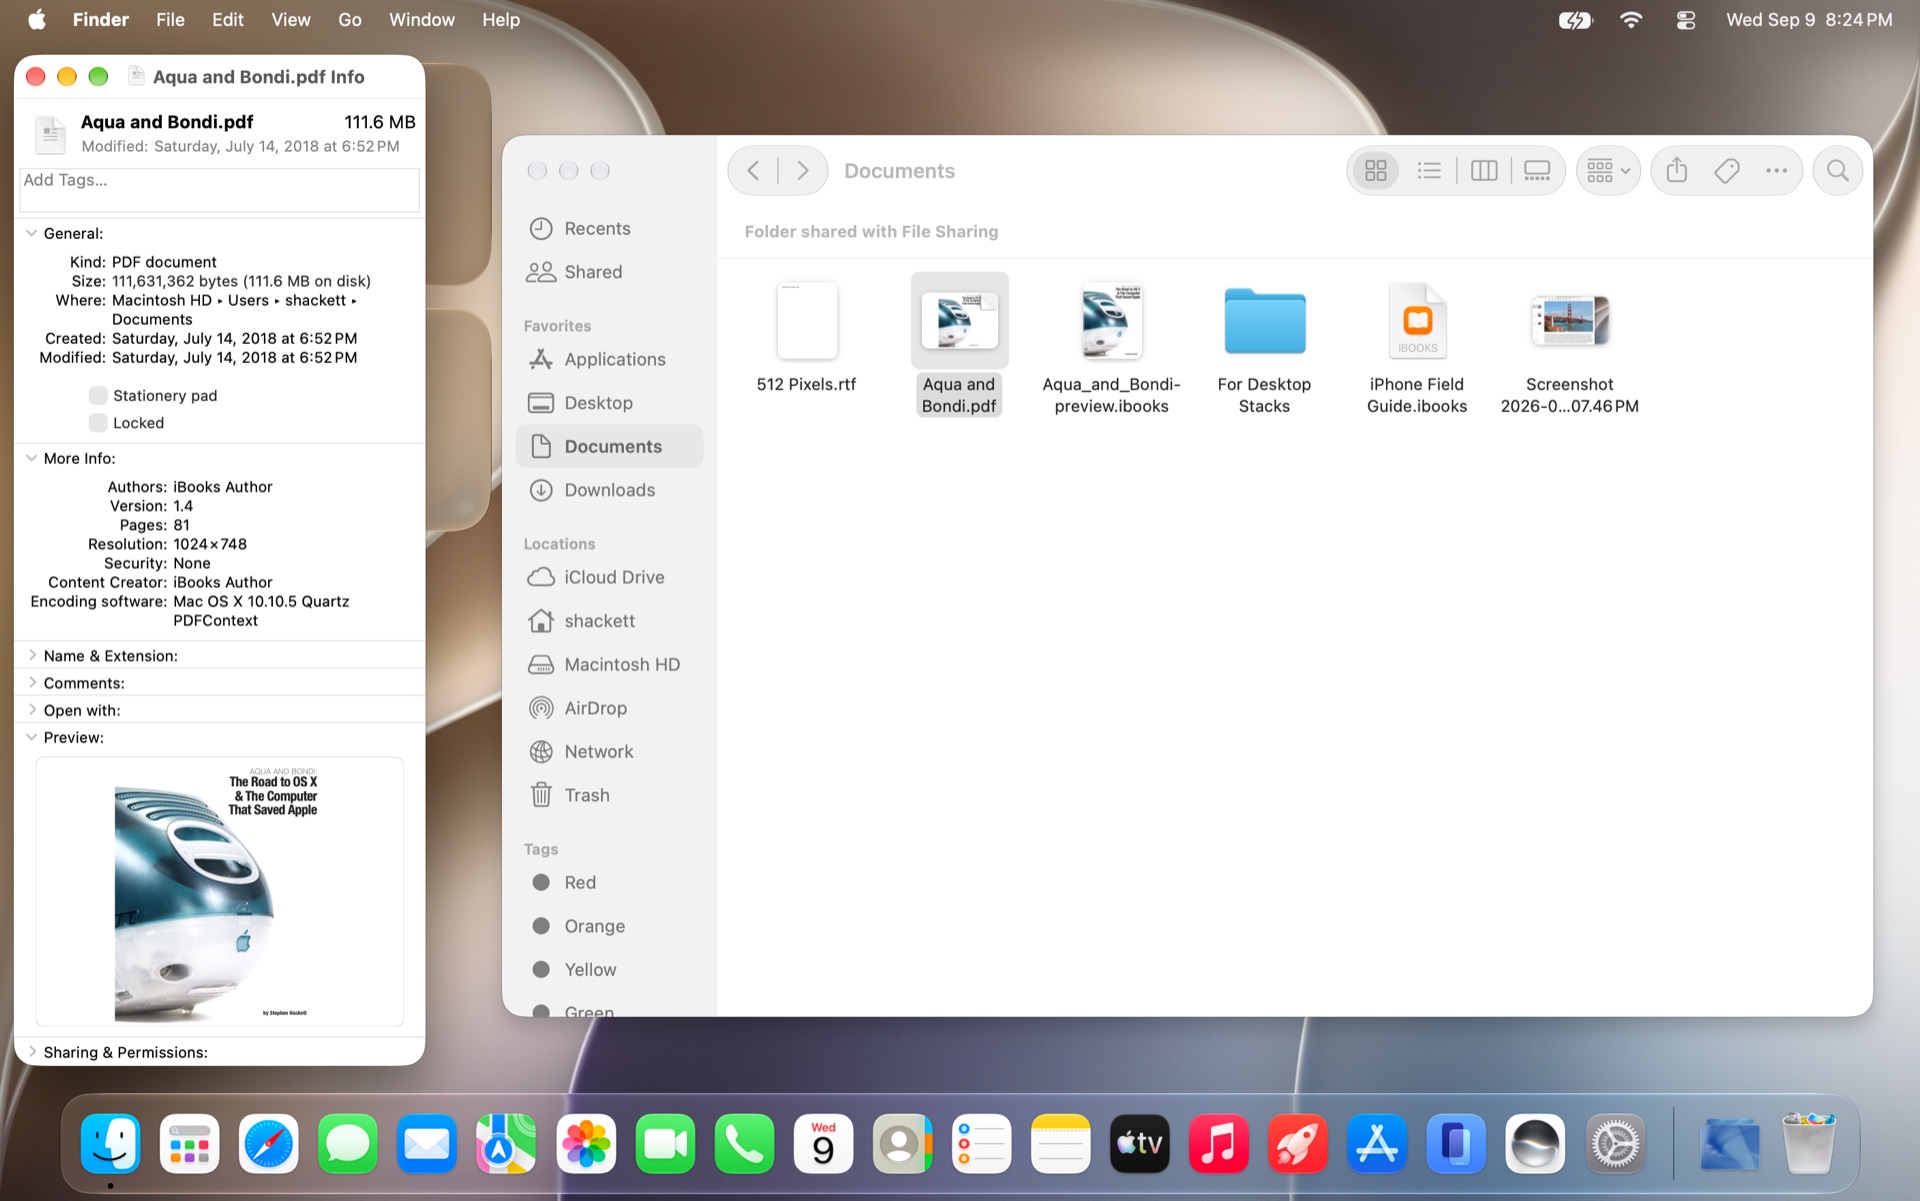 Finder File Edit View Go Window Help
Wed Sep 9 8:24 PM
Aqua and Bondi.pdf Info
Aqua and Bondi.pdf 111.6 MB
Modified: Saturday, July 14, 2018 at 6:52 PM
Add Tags...
General:
Kind: PDF document
Size: 111,631,362 bytes (111.6 MB on disk)
Where: Macintosh HD ▸ Users ▸ shackett ▸
Documents
Created: Saturday, July 14, 2018 at 6:52 PM
Modified: Saturday, July 14, 2018 at 6:52 PM
Stationery pad
Locked
More Info:
Authors: iBooks Author
Version: 1.4
Pages: 81
Resolution: 1024×748
Security: None
Content Creator: iBooks Author
Encoding software: Mac OS X 10.10.5 Quartz
PDFContext
Name & Extension:
Comments:
Open with:
Preview:
AQUA AND BONDI:
The Road to OS X
& The Computer
That Saved Apple
by Stephen Hackett
Sharing & Permissions:
Recents
Shared
Favorites
Applications
Desktop
Documents
Downloads
Locations
iCloud Drive
shackett
Macintosh HD
AirDrop
Network
Trash
Tags
Red
Orange
Yellow
Green
Documents
Folder shared with File Sharing
512 Pixels.rtf
Aqua and
Bondi.pdf
Aqua_and_Bondi-
preview.ibooks
For Desktop
Stacks
IBOOKS
iPhone Field
Guide.ibooks
Screenshot
2026-0...07.46 PM
Wed
9
tv